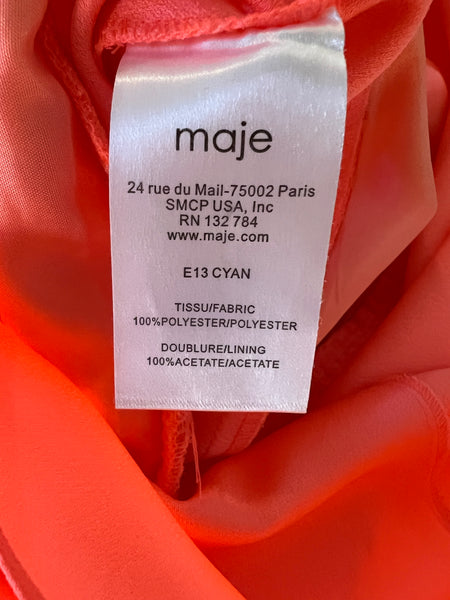 maje
24 rue du Mail-75002 Paris
SMCP USA, Inc
RN 132 784
www.maje.com
E13 CYAN
TISSU/FABRIC
100%POLYESTER/POLYESTER
DOUBLURE/LINING
100%ACETATE/ACETATE